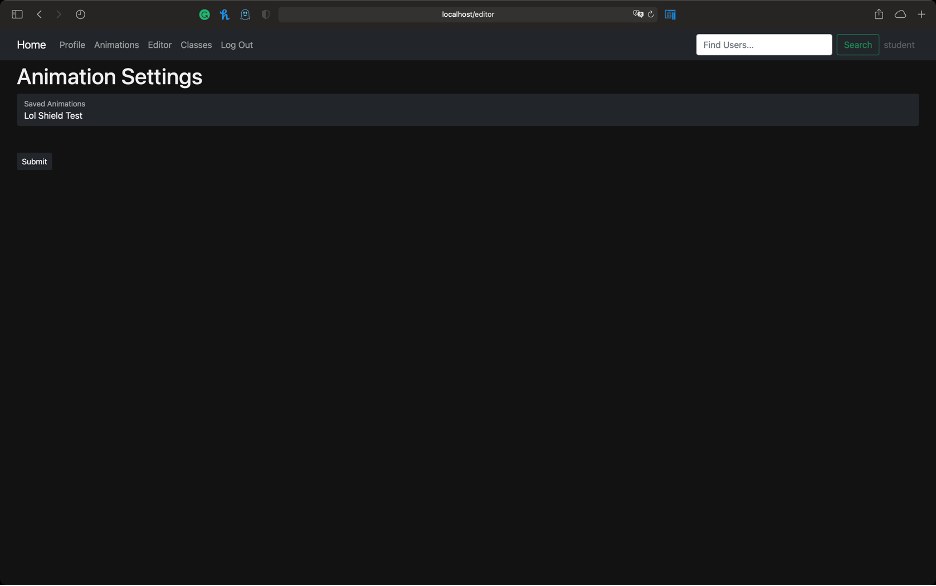 localhost/editor
Home Profile Animations Editor Classes Log Out Find Users... Search student
Animation Settings
Saved Animations
Lol Shield Test
Submit